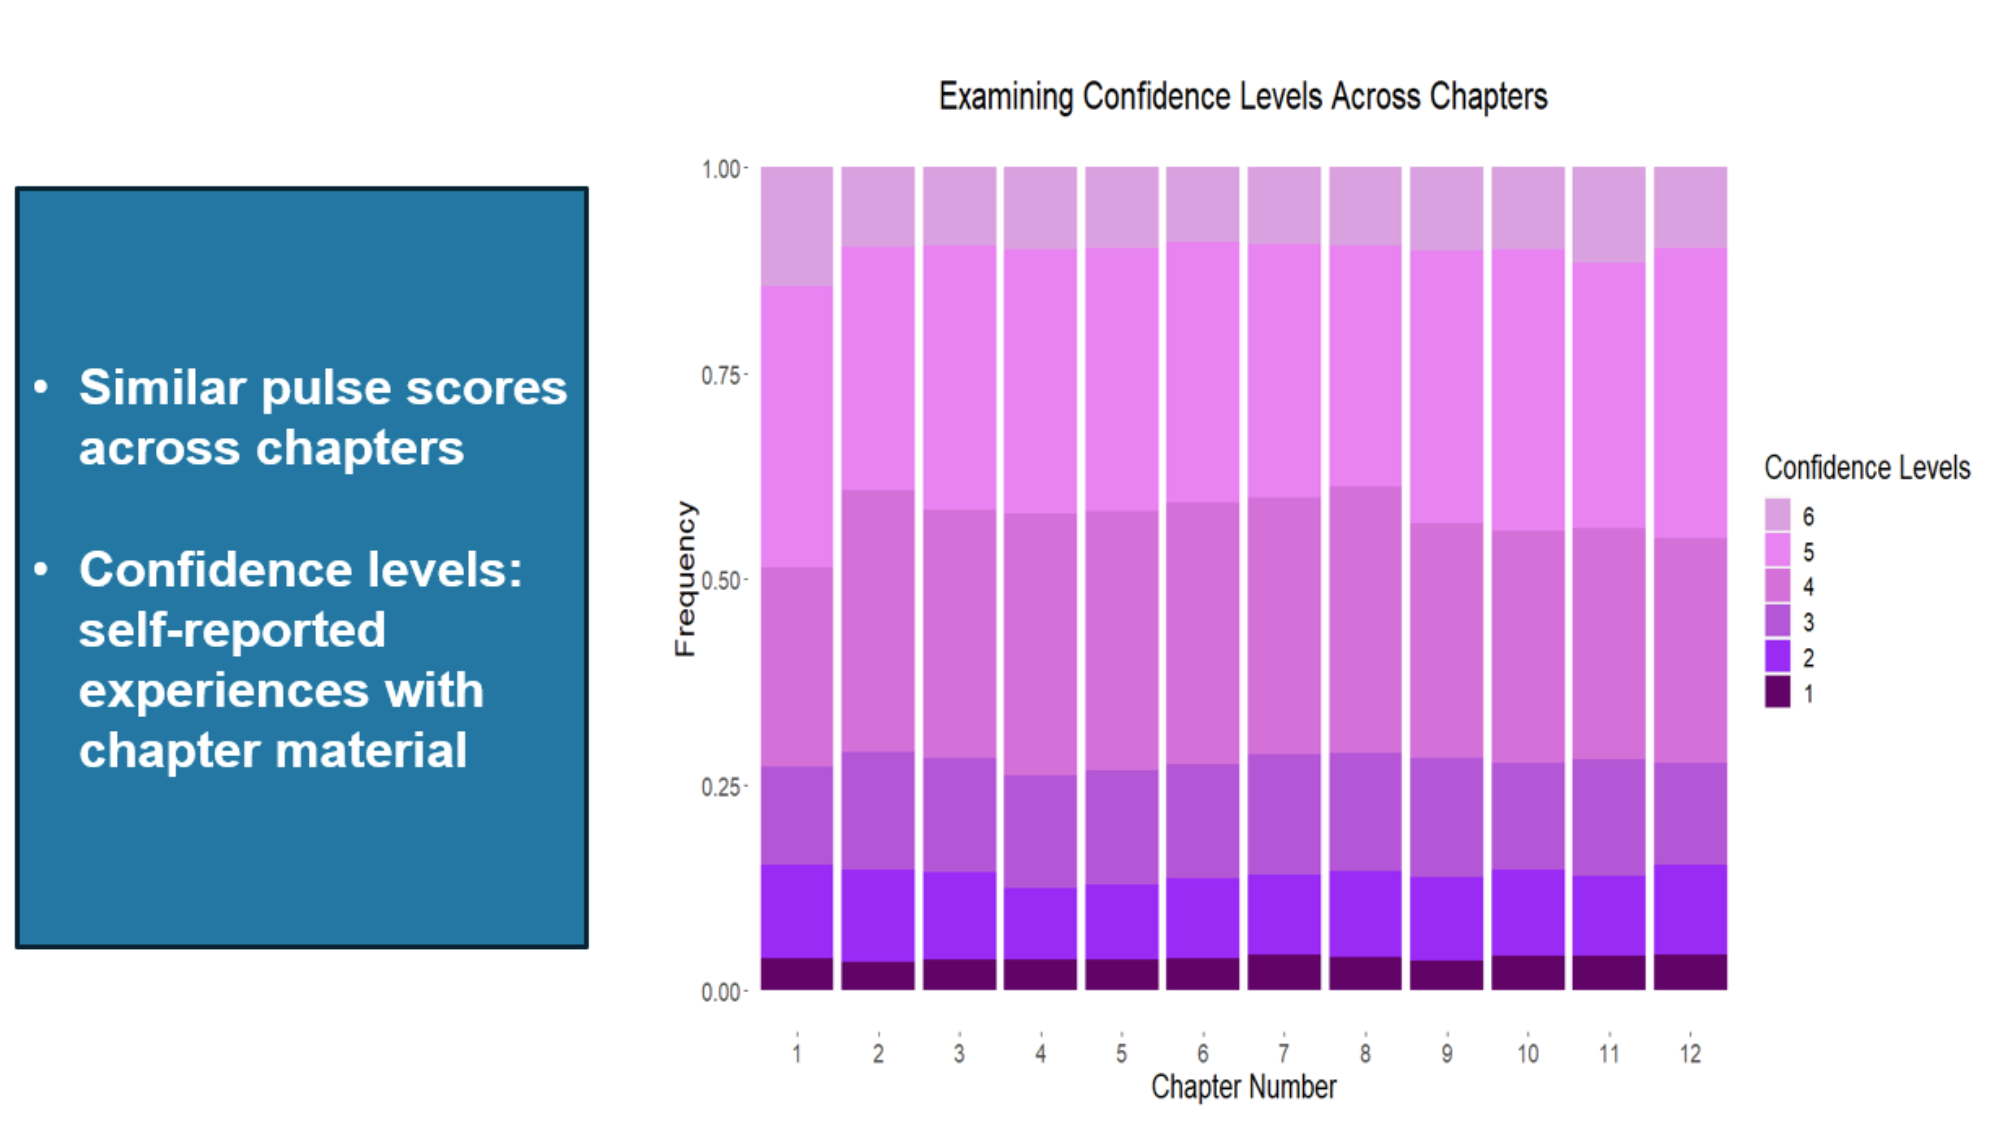 Examining Confidence Levels Across Chapters
• Similar pulse scores
across chapters
• Confidence levels:
self-reported
experiences with
chapter material
Frequency
1.00
0.75
0.50
0.25
0.00
1 2 3 4 5 6 7 8 9 10 11 12
Chapter Number
Confidence Levels
6
5
4
3
2
1